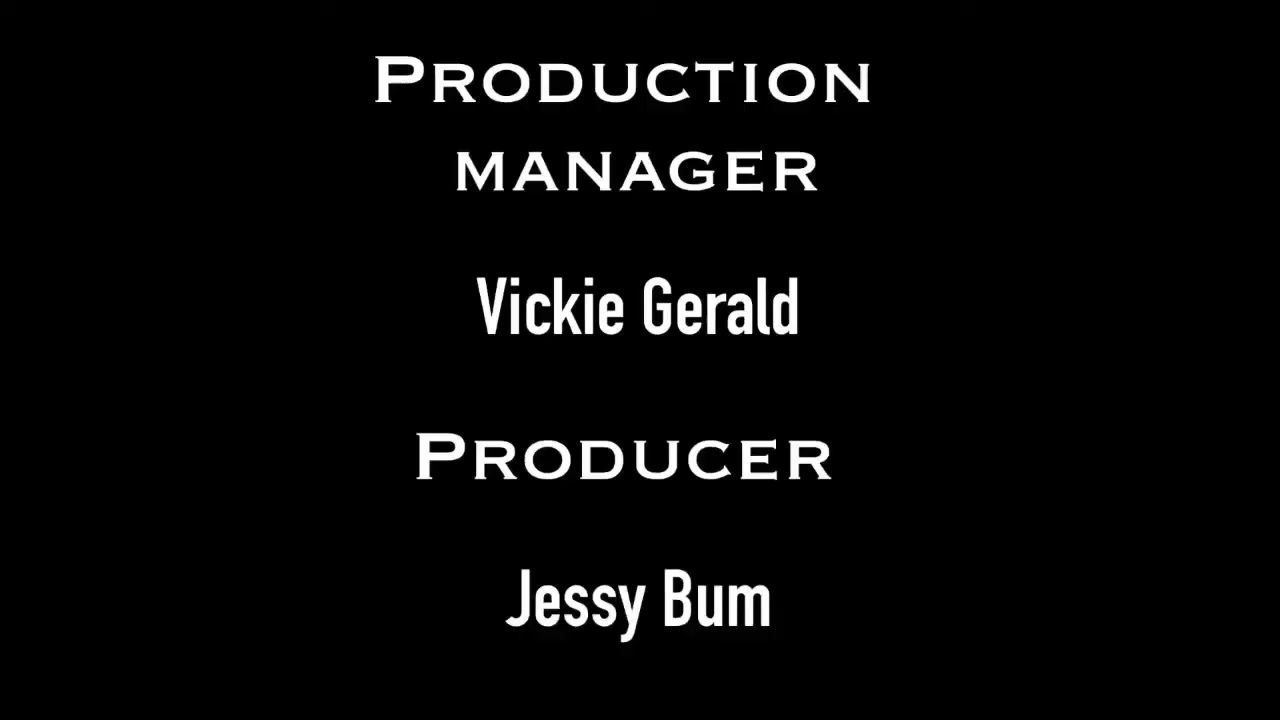 Production
manager
Vickie Gerald
Producer
Jessy Bum